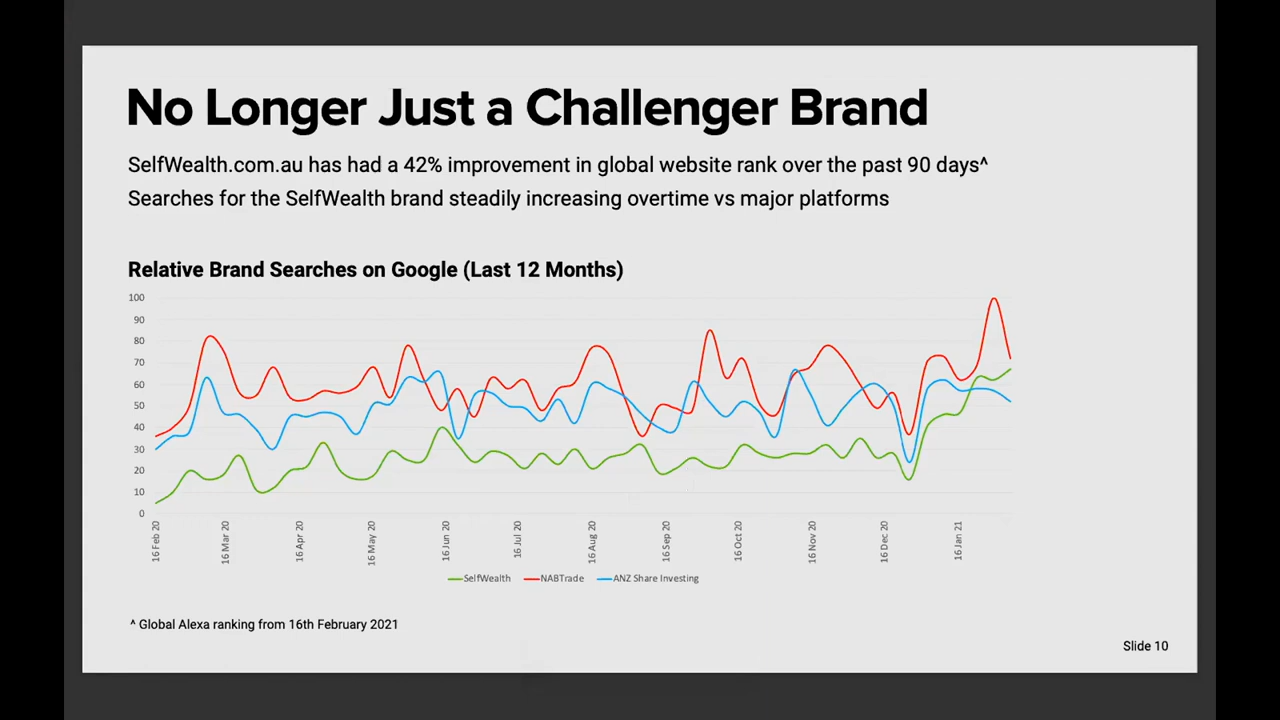 No Longer Just a Challenger Brand
SelfWealth.com.au has had a 42% improvement in global website rank over the past 90 days^
Searches for the SelfWealth brand steadily increasing overtime vs major platforms
Relative Brand Searches on Google (Last 12 Months)
100
90
80
70
60
50
40
30
20
10
0
16 Feb 20
16 Mar 20
16 Apr 20
16 May 20
16 Jun 20
16 Jul 20
16 Aug 20
16 Sep 20
16 Oct 20
16 Nov 20
16 Dec 20
16 Jan 21
SelfWealth NABTrade ANZ Share Investing
^ Global Alexa ranking from 16th February 2021
Slide 10